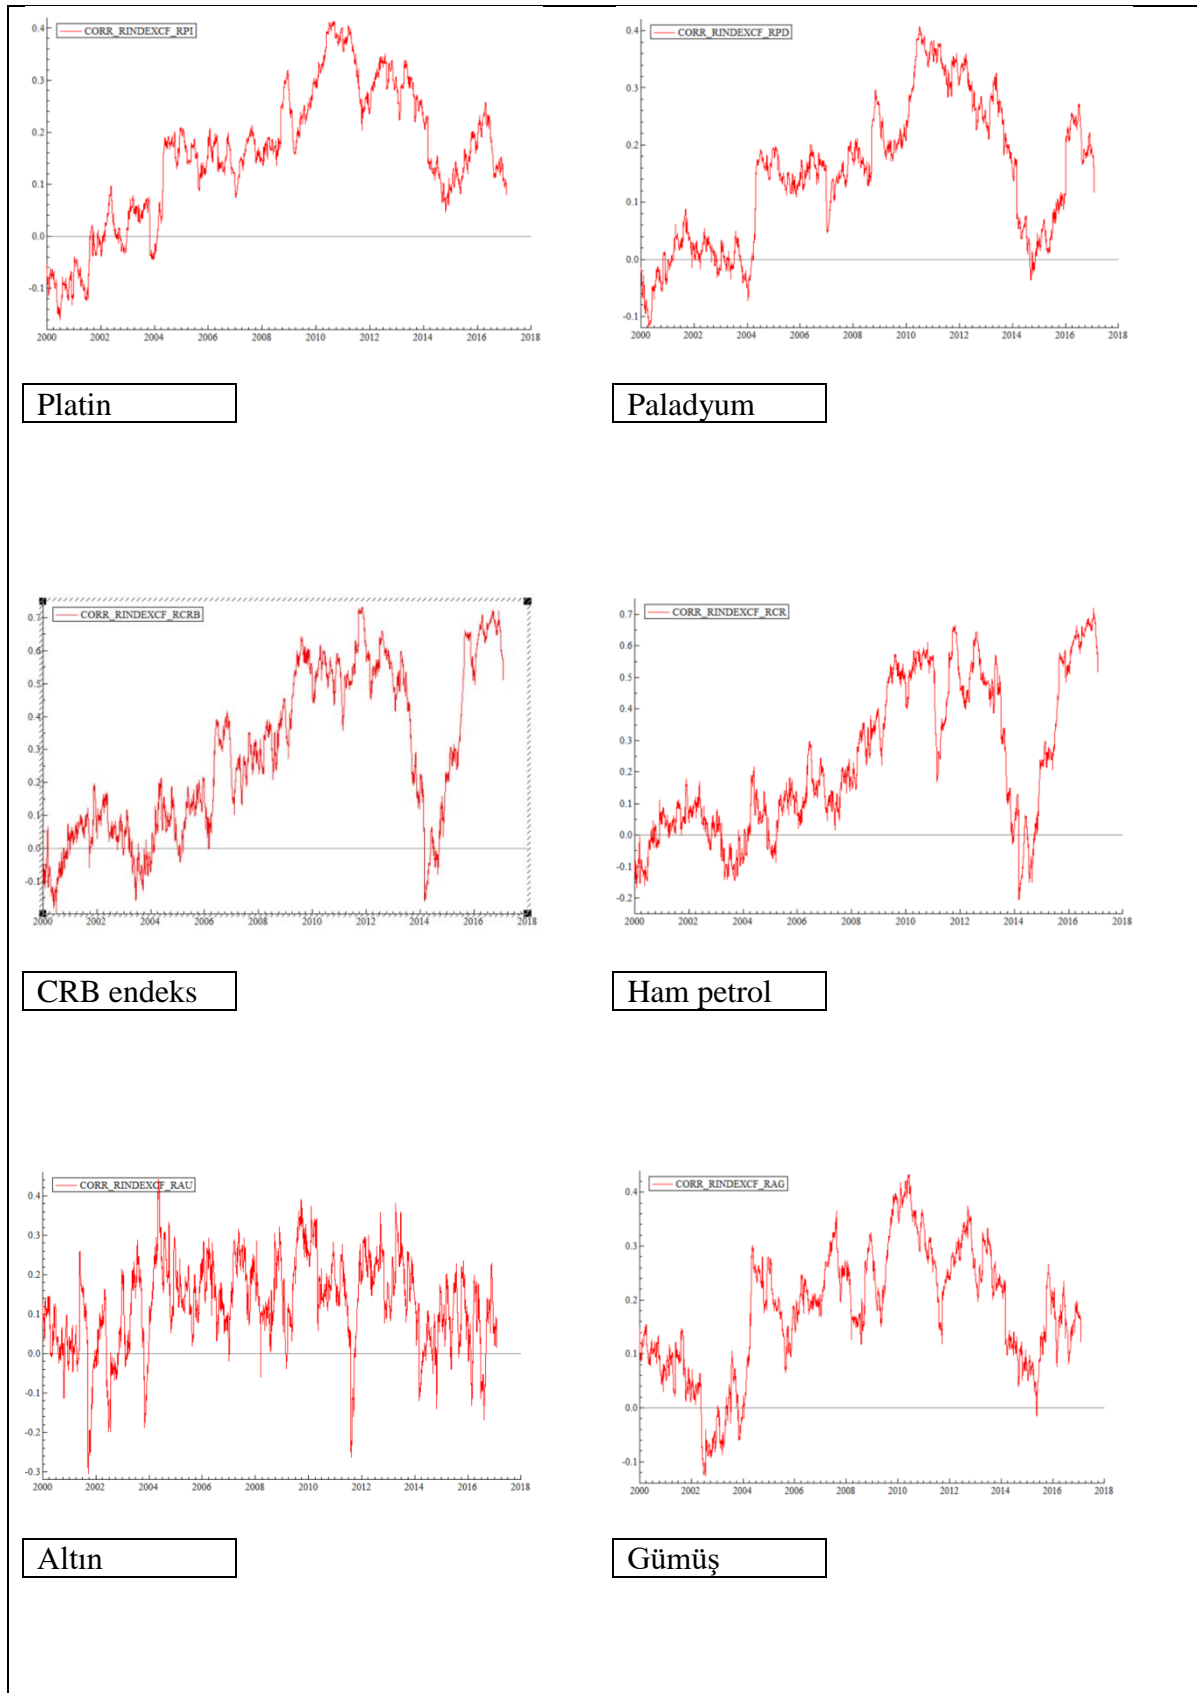 CORR_RINDEXCF_RPI
0.4
0.3
0.2
0.1
0.0
-0.1
2000 2002 2004 2006 2008 2010 2012 2014 2016 2018
Platin
CORR_RINDEXCF_RPD
0.4
0.3
0.2
0.1
0.0
-0.1
2000 2002 2004 2006 2008 2010 2012 2014 2016 2018
Paladyum
CORR_RINDEXCF_RCRB
0.7
0.6
0.5
0.4
0.3
0.2
0.1
0.0
-0.1
2000 2002 2004 2006 2008 2010 2012 2014 2016 2018
CRB endeks
CORR_RINDEXCF_RCR
0.7
0.6
0.5
0.4
0.3
0.2
0.1
0.0
-0.1
-0.2
2000 2002 2004 2006 2008 2010 2012 2014 2016 2018
Ham petrol
CORR_RINDEXCF_RAU
0.4
0.3
0.2
0.1
0.0
-0.1
-0.2
-0.3
2000 2002 2004 2006 2008 2010 2012 2014 2016 2018
Altın
CORR_RINDEXCF_RAG
0.4
0.3
0.2
0.1
0.0
-0.1
2000 2002 2004 2006 2008 2010 2012 2014 2016 2018
Gümüş